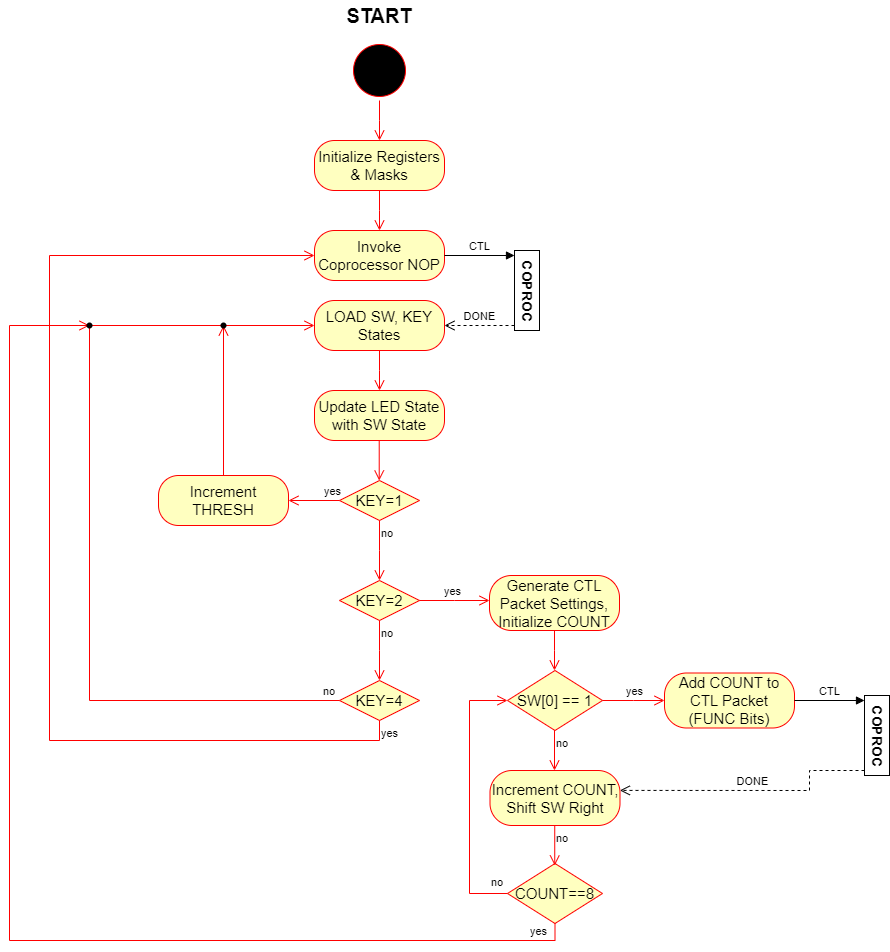 START
Initialize Registers
& Masks
Invoke
Coprocessor NOP
CTL
COPROC
LOAD SW, KEY
States
DONE
Update LED State
with SW State
KEY=1
yes
Increment
THRESH
no
KEY=2
yes
Generate CTL
Packet Settings,
Initialize COUNT
no
KEY=4
no
yes
SW[0] == 1
yes
Add COUNT to
CTL Packet
(FUNC Bits)
CTL
COPROC
no
DONE
Increment COUNT,
Shift SW Right
no
COUNT==8
no
yes